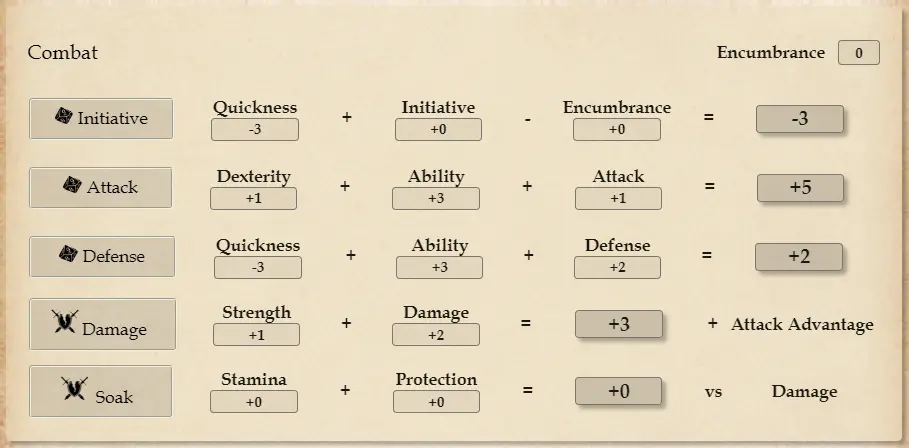 Combat Encumbrance 0
Quickness Initiative Encumbrance
Initiative -3 + +0 - +0 = -3
Dexterity Ability Attack
Attack +1 + +3 + +1 = +5
Quickness Ability Defense
Defense -3 + +3 + +2 = +2
Strength Damage
Damage +1 + +2 = +3 + Attack Advantage
Stamina Protection
Soak +0 + +0 = +0 vs Damage